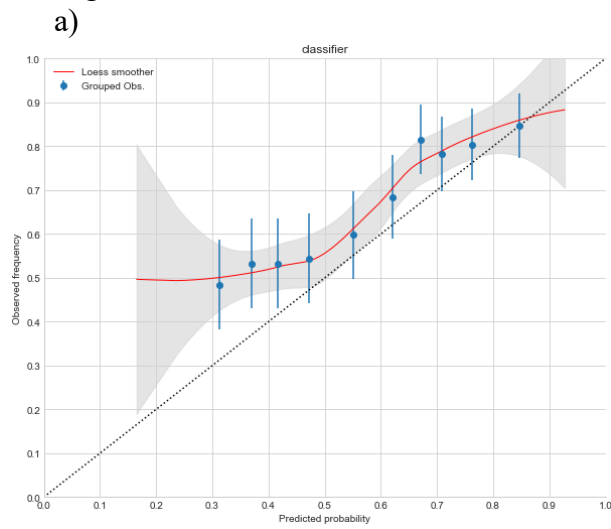 a)
classifier
1.0
Loess smoother
Grouped Obs.
0.9
0.8
0.7
0.6
0.5
0.4
0.3
0.2
0.1
0.0
Observed frequency
0.0 0.1 0.2 0.3 0.4 0.5 0.6 0.7 0.8 0.9 1.0
Predicted probability